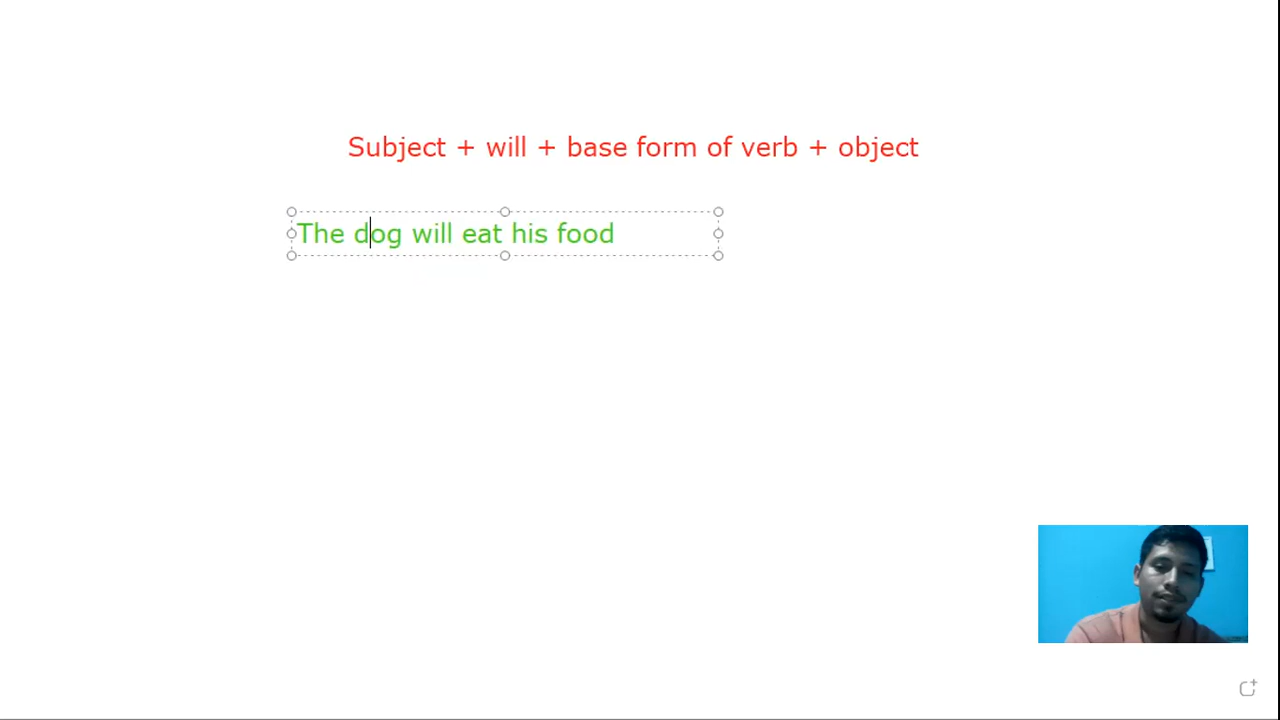 Subject + will + base form of verb + object
The dog will eat his food